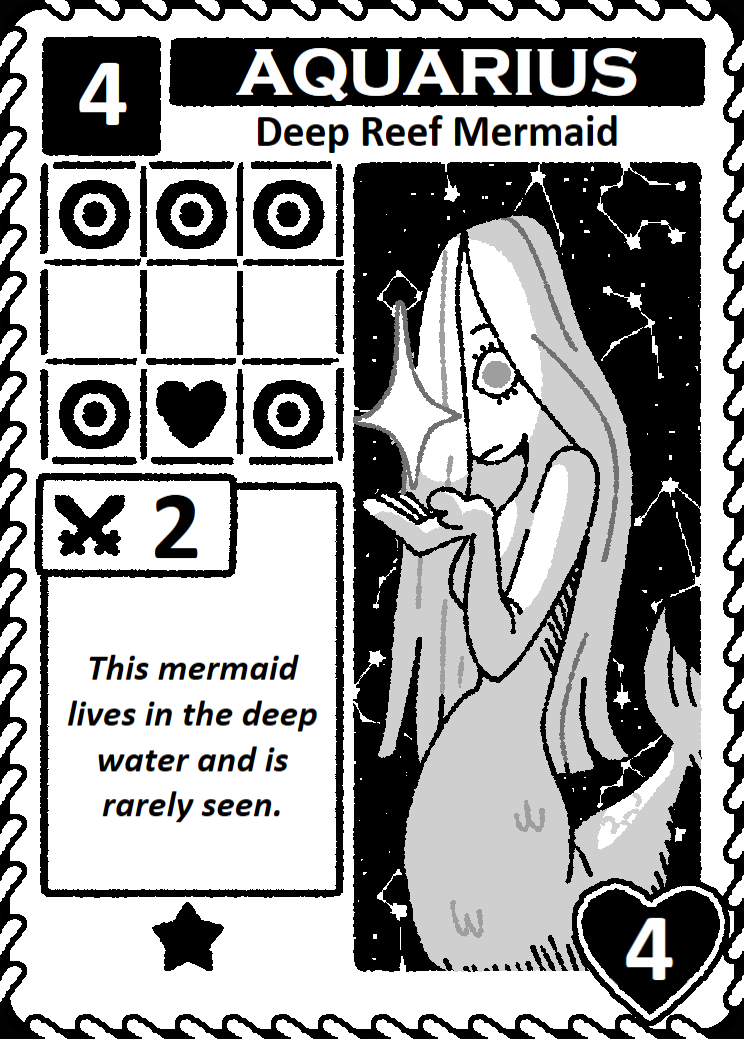 4
AQUARIUS
Deep Reef Mermaid
2
This mermaid
lives in the deep
water and is
rarely seen.
4